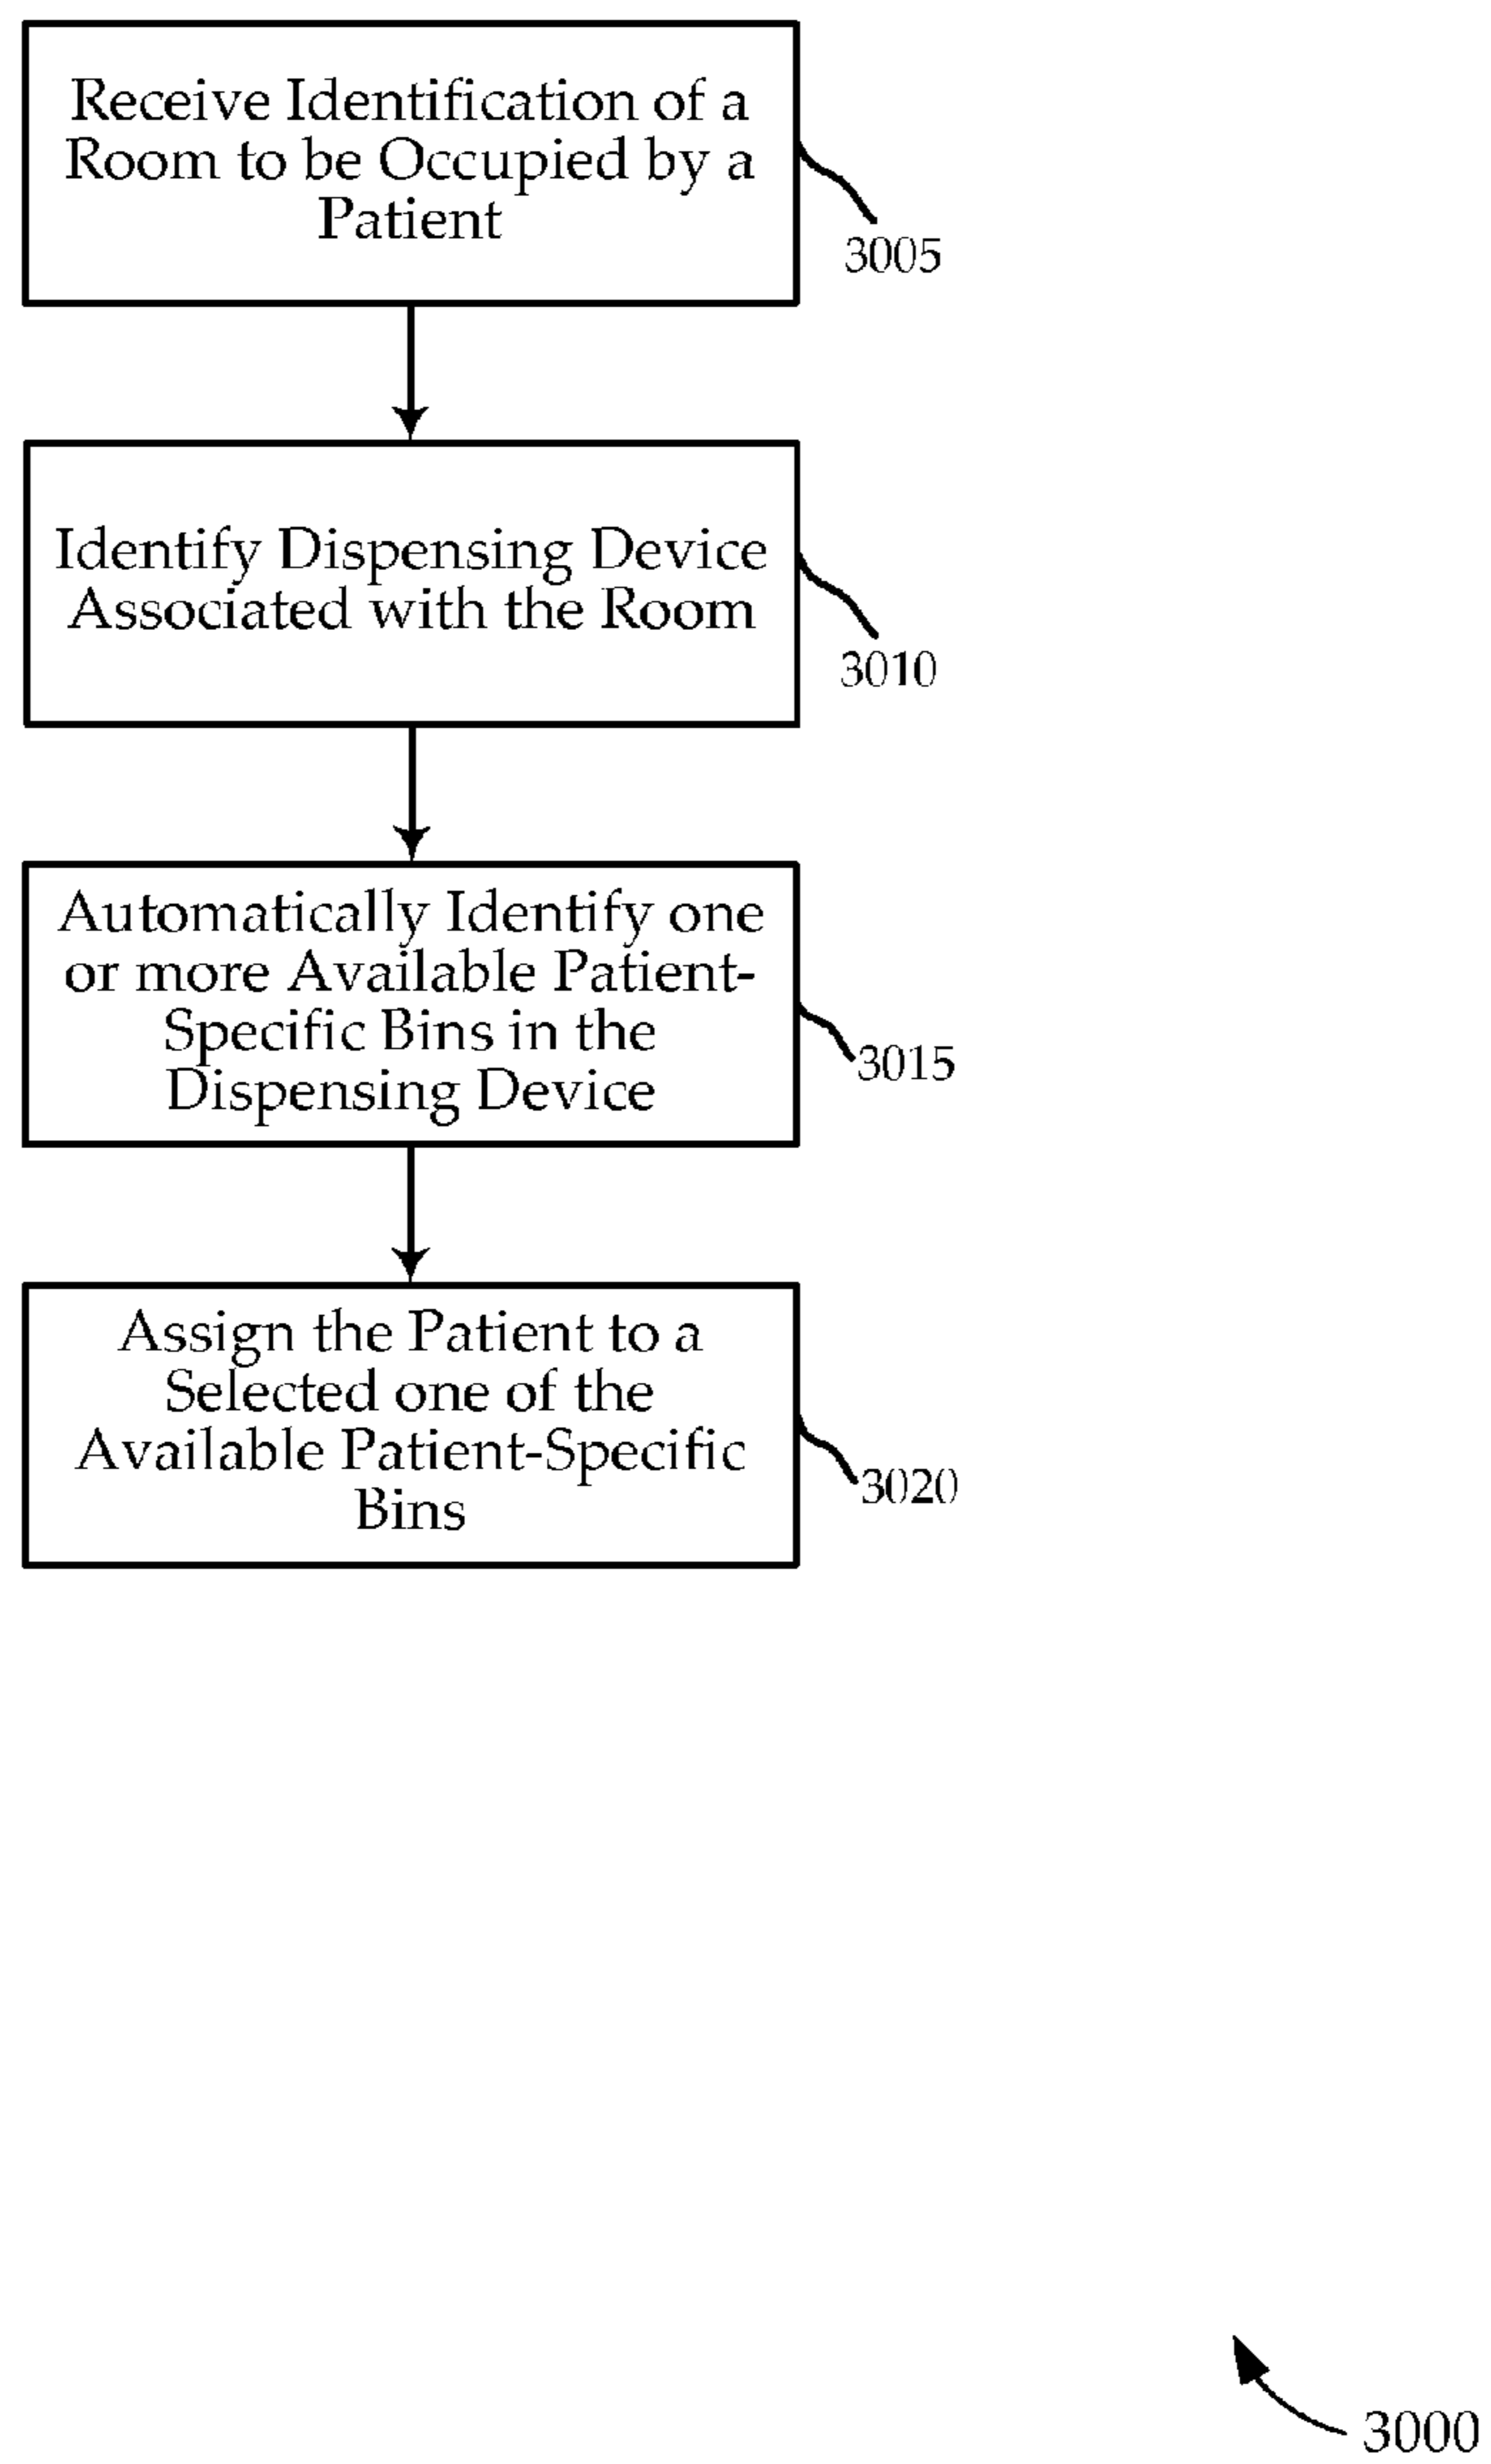 Receive Identification of a
Room to be Occupied by a
Patient
3005
Identify Dispensing Device
Associated with the Room
3010
Automatically Identify one
or more Available Patient-
Specific Bins in the
Dispensing Device
3015
Assign the Patient to a
Selected one of the
Available Patient-Specific
Bins
3020
3000